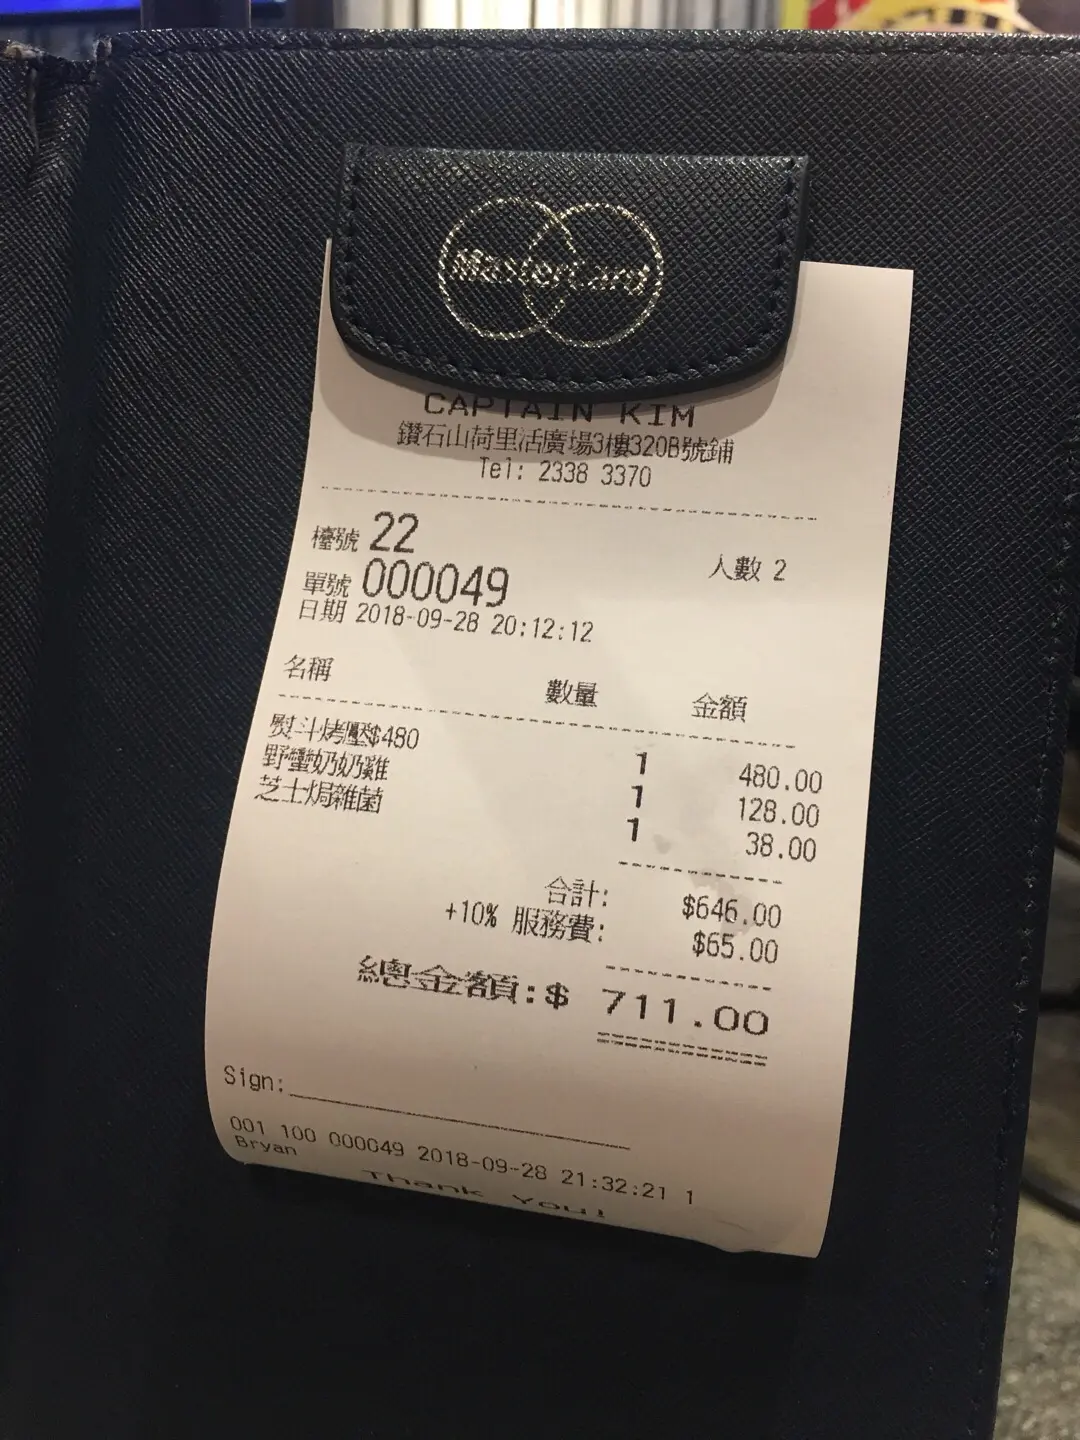 MasterCard
CAPTAIN KIM
鑽石山荷里活廣場3樓320B號鋪
Tel: 2338 3370
檯號 22 人數 2
單號 000049
日期 2018-09-28 20:12:12
名稱 數量 金額
熨斗烤壓$480 1 480.00
野蠻奶奶雞 1 128.00
芝士焗雜菌 1 38.00
合計: $646.00
+10% 服務費: $65.00
總金額:$ 711.00
Sign:
001 100 000049 2018-09-28 21:32:21 1
Bryan
Thank You!